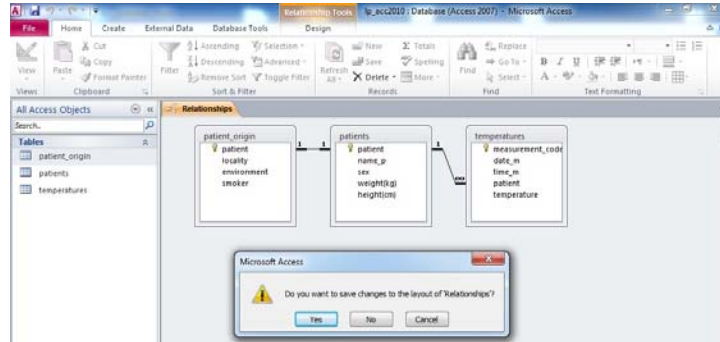 Relationship Tools
lp_ecc2010 : Database (Access 2007) - Microsoft Access
File Home Create External Data Database Tools Design
View Paste
Cut
Copy
Format Painter
Filter
Ascending
Descending
Remove Sort
Selection
Advanced
Toggle Filter
Refresh All
New
Save
Delete
Totals
Spelling
More
Find
Replace
Go To
Select
B I U
A
Views Clipboard Sort & Filter Records Find Text Formatting
All Access Objects
Search..
Tables
patient_origin
patients
temperatures
Relationships
patient_origin
patient
locality
environment
smoker
1 1
patients
patient
name_p
sex
weight(kg)
height(cm)
1 ∞
temperatures
measurement_code
date_m
time_m
patient
temperature
Microsoft Access
Do you want to save changes to the layout of 'Relationships'?
Yes No Cancel